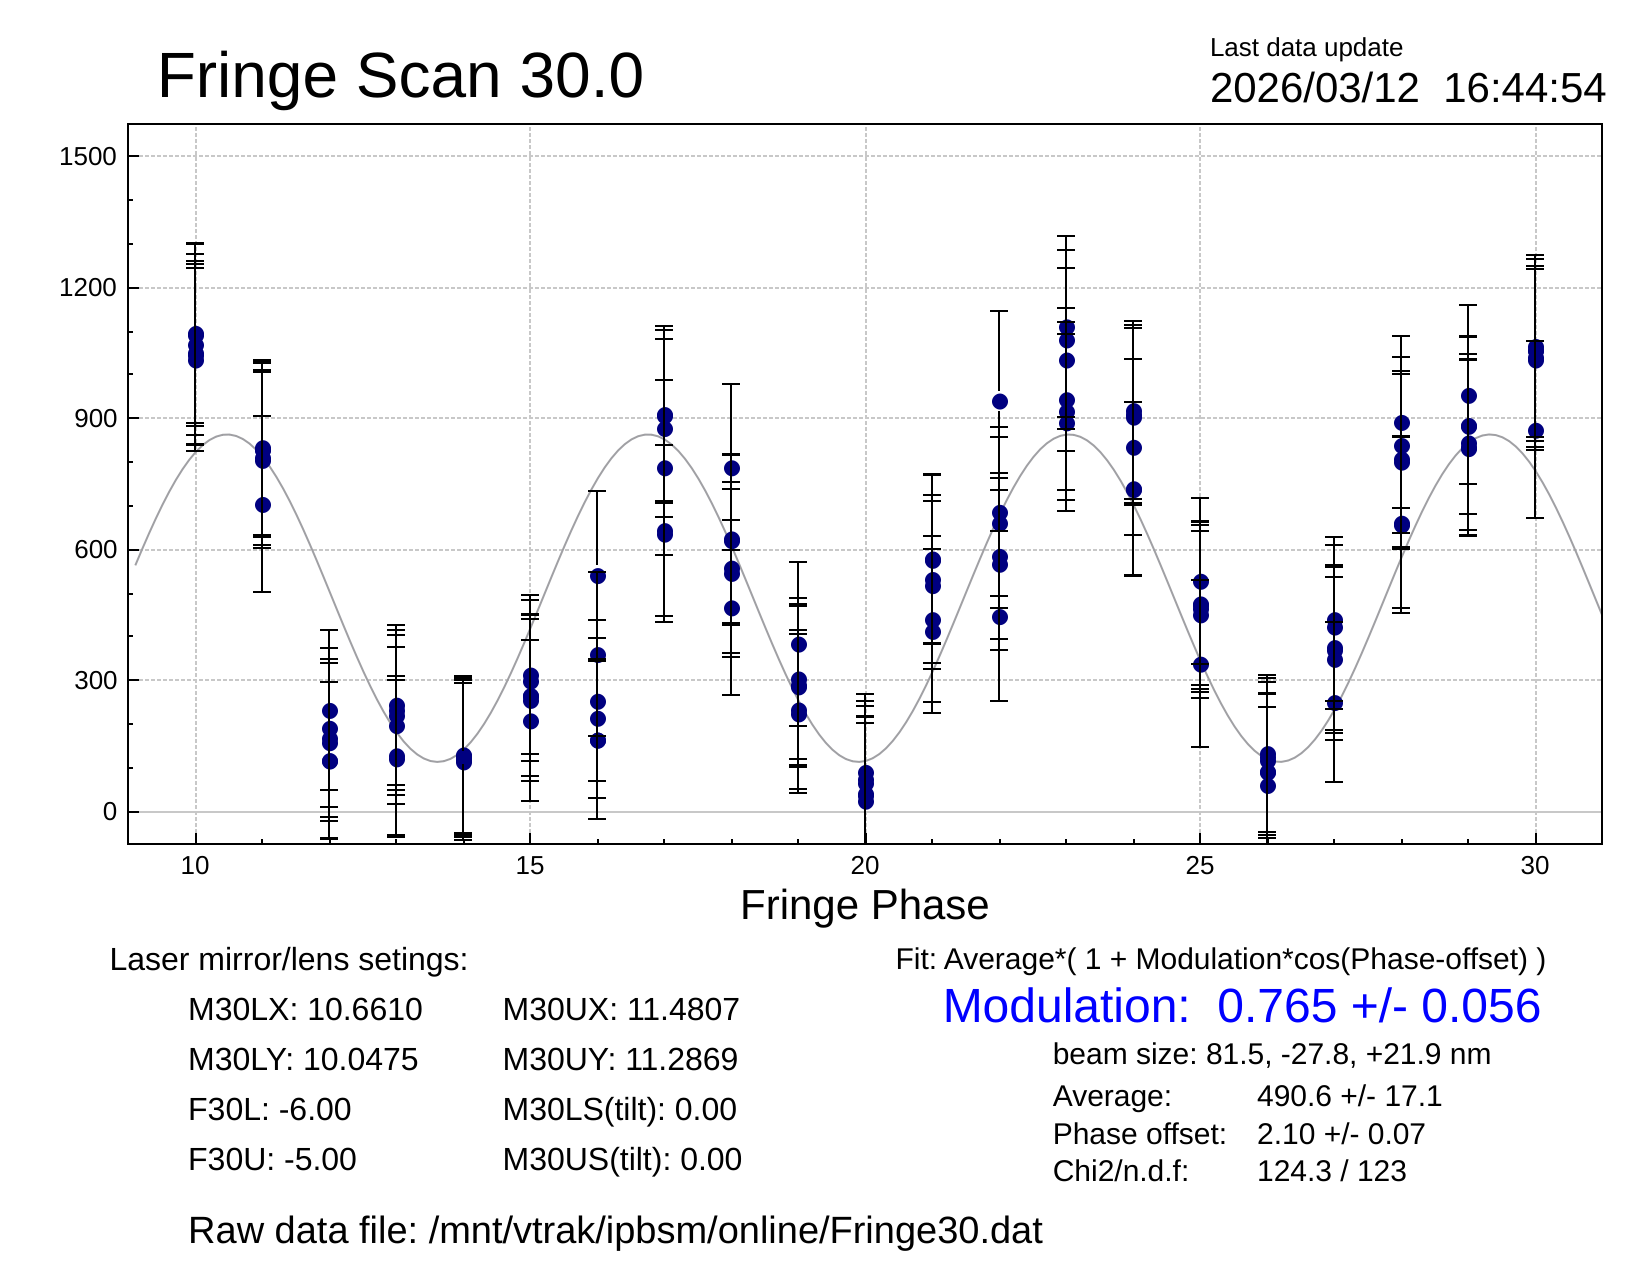 Fringe Scan 30.0
Last data update
2026/03/12 16:44:54
1500
1200
900
600
300
0
10 15 20 25 30
Fringe Phase
Laser mirror/lens setings:
M30LX: 10.6610 M30UX: 11.4807
M30LY: 10.0475 M30UY: 11.2869
F30L: -6.00 M30LS(tilt): 0.00
F30U: -5.00 M30US(tilt): 0.00
Fit: Average*( 1 + Modulation*cos(Phase-offset) )
Modulation: 0.765 +/- 0.056
beam size: 81.5, -27.8, +21.9 nm
Average: 490.6 +/- 17.1
Phase offset: 2.10 +/- 0.07
Chi2/n.d.f: 124.3 / 123
Raw data file: /mnt/vtrak/ipbsm/online/Fringe30.dat